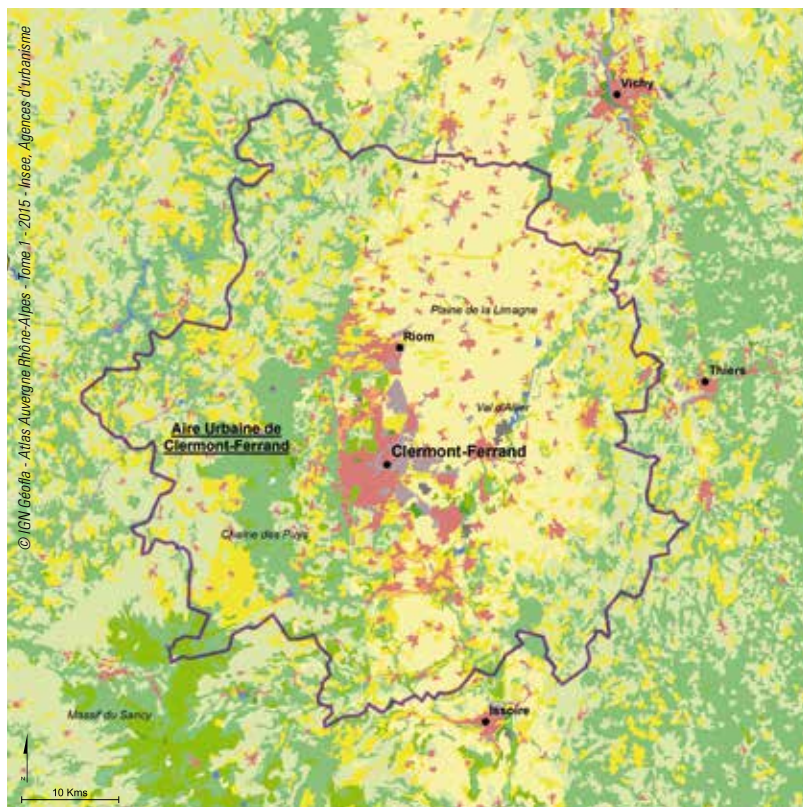 © IGN Géofla - Atlas Auvergne Rhône-Alpes - Tome 1 - 2015 - Insee, Agences d'urbanisme
Vichy
Plaine de la Limagne
Riom
Thiers
Val d'Allier
Aire Urbaine de
Clermont-Ferrand
Clermont-Ferrand
Chaîne des Puys
Massif du Sancy
Issoire
N
10 Kms